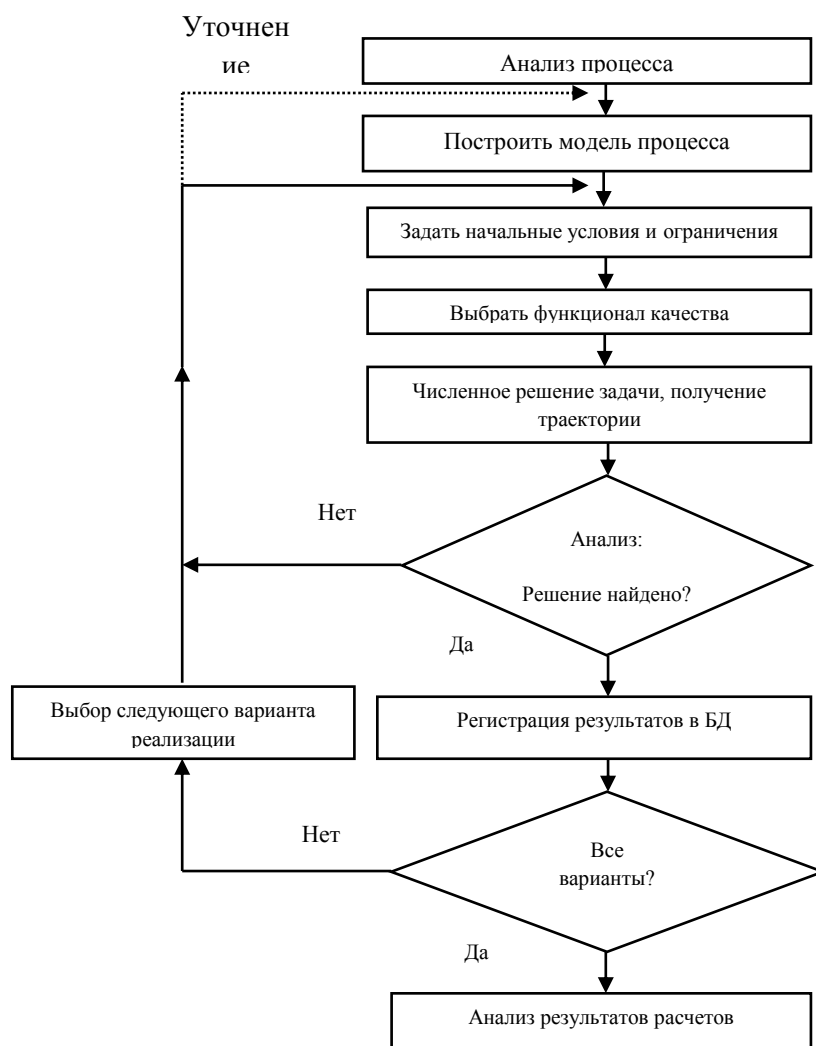 Уточнен
ие
Анализ процесса
Построить модель процесса
Задать начальные условия и ограничения
Выбрать функционал качества
Численное решение задачи, получение
траектории
Нет
Анализ:
Решение найдено?
Да
Выбор следующего варианта
реализации
Регистрация результатов в БД
Нет
Все
варианты?
Да
Анализ результатов расчетов